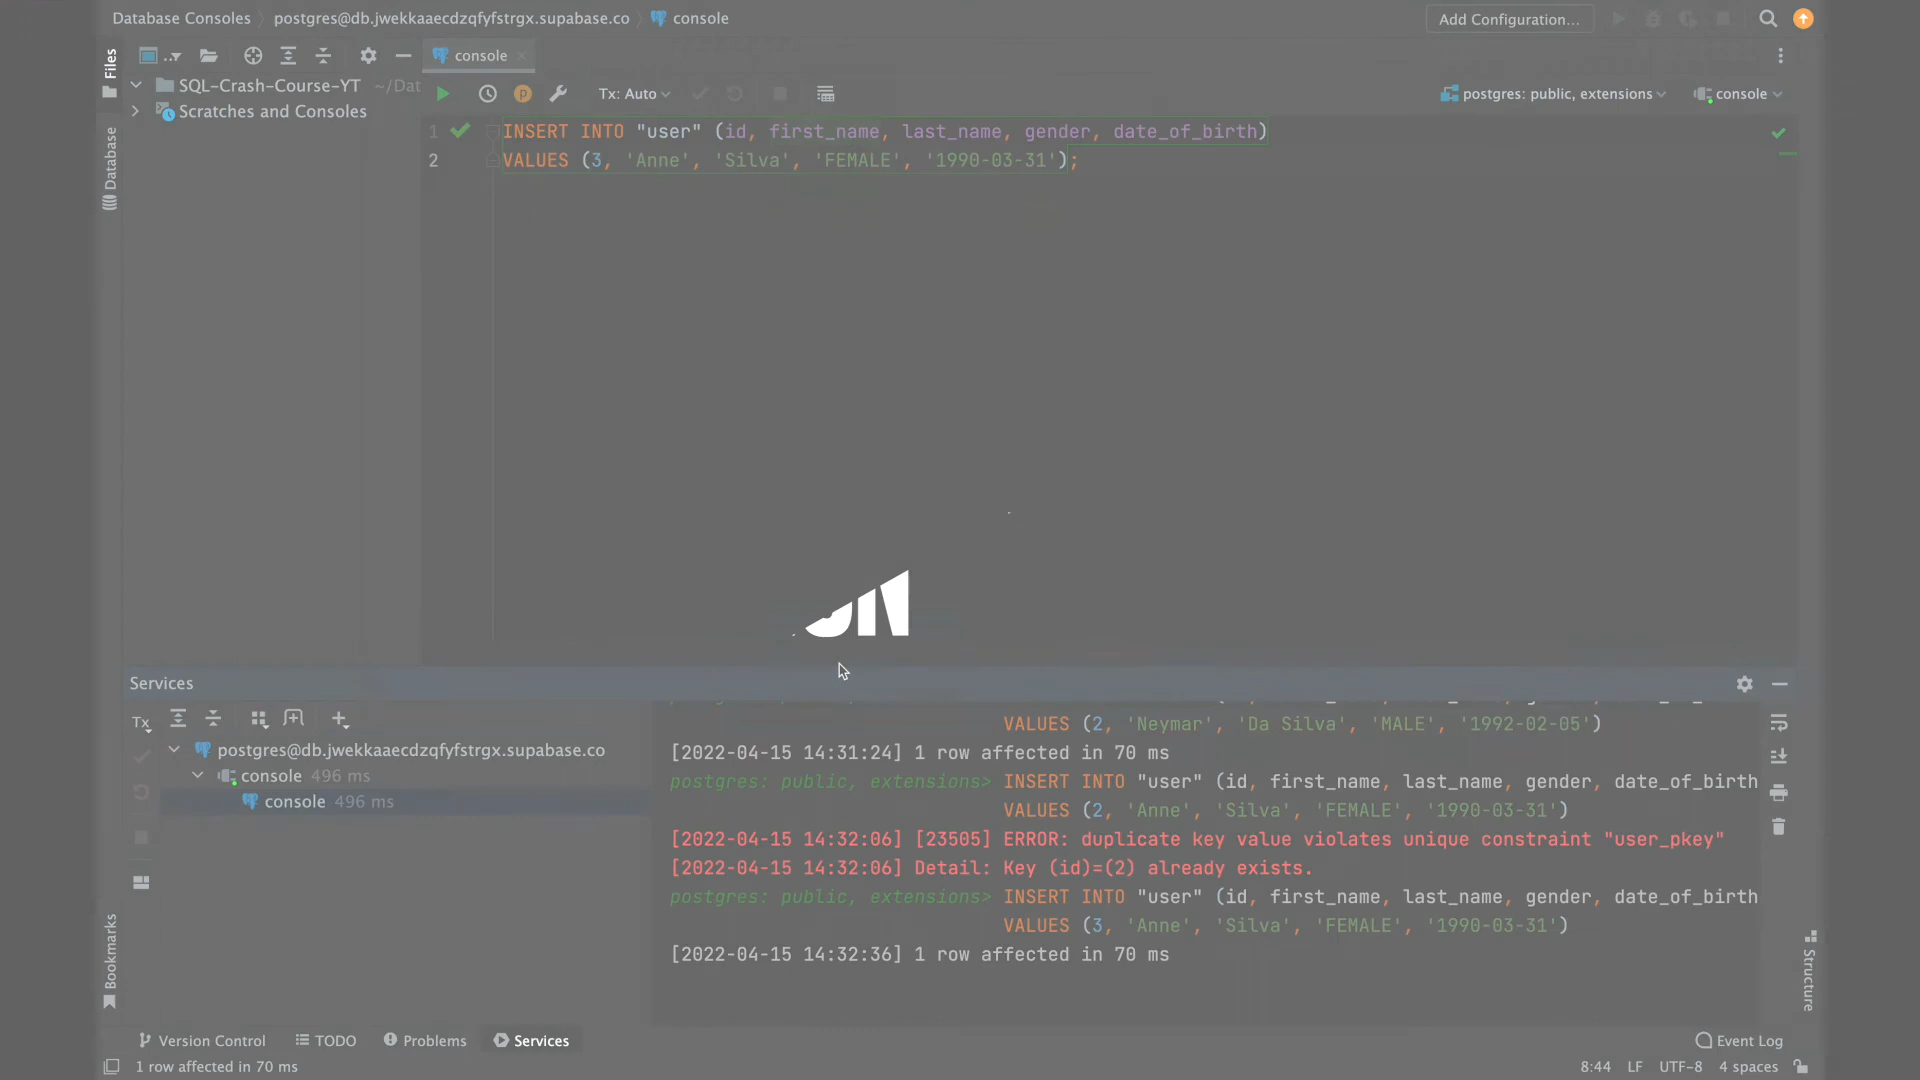 Database Consoles postgres@db.jwekkaaecdzqfyfstrgx.supabase.co console
Add Configuration...
Files
Database
Bookmarks
Structure
console
SQL-Crash-Course-YT ~/Dat
Scratches and Consoles
Tx: Auto
postgres: public, extensions console
1 INSERT INTO "user" (id, first_name, last_name, gender, date_of_birth)
2 VALUES (3, 'Anne', 'Silva', 'FEMALE', '1990-03-31');
Services
Tx
postgres@db.jwekkaaecdzqfyfstrgx.supabase.co
console 496 ms
console 496 ms
VALUES (2, 'Neymar', 'Da Silva', 'MALE', '1992-02-05')
[2022-04-15 14:31:24] 1 row affected in 70 ms
postgres: public, extensions> INSERT INTO "user" (id, first_name, last_name, gender, date_of_birth
VALUES (2, 'Anne', 'Silva', 'FEMALE', '1990-03-31')
[2022-04-15 14:32:06] [23505] ERROR: duplicate key value violates unique constraint "user_pkey"
[2022-04-15 14:32:06] Detail: Key (id)=(2) already exists.
postgres: public, extensions> INSERT INTO "user" (id, first_name, last_name, gender, date_of_birth
VALUES (3, 'Anne', 'Silva', 'FEMALE', '1990-03-31')
[2022-04-15 14:32:36] 1 row affected in 70 ms
Version Control TODO Problems Services Event Log
1 row affected in 70 ms 8:44 LF UTF-8 4 spaces